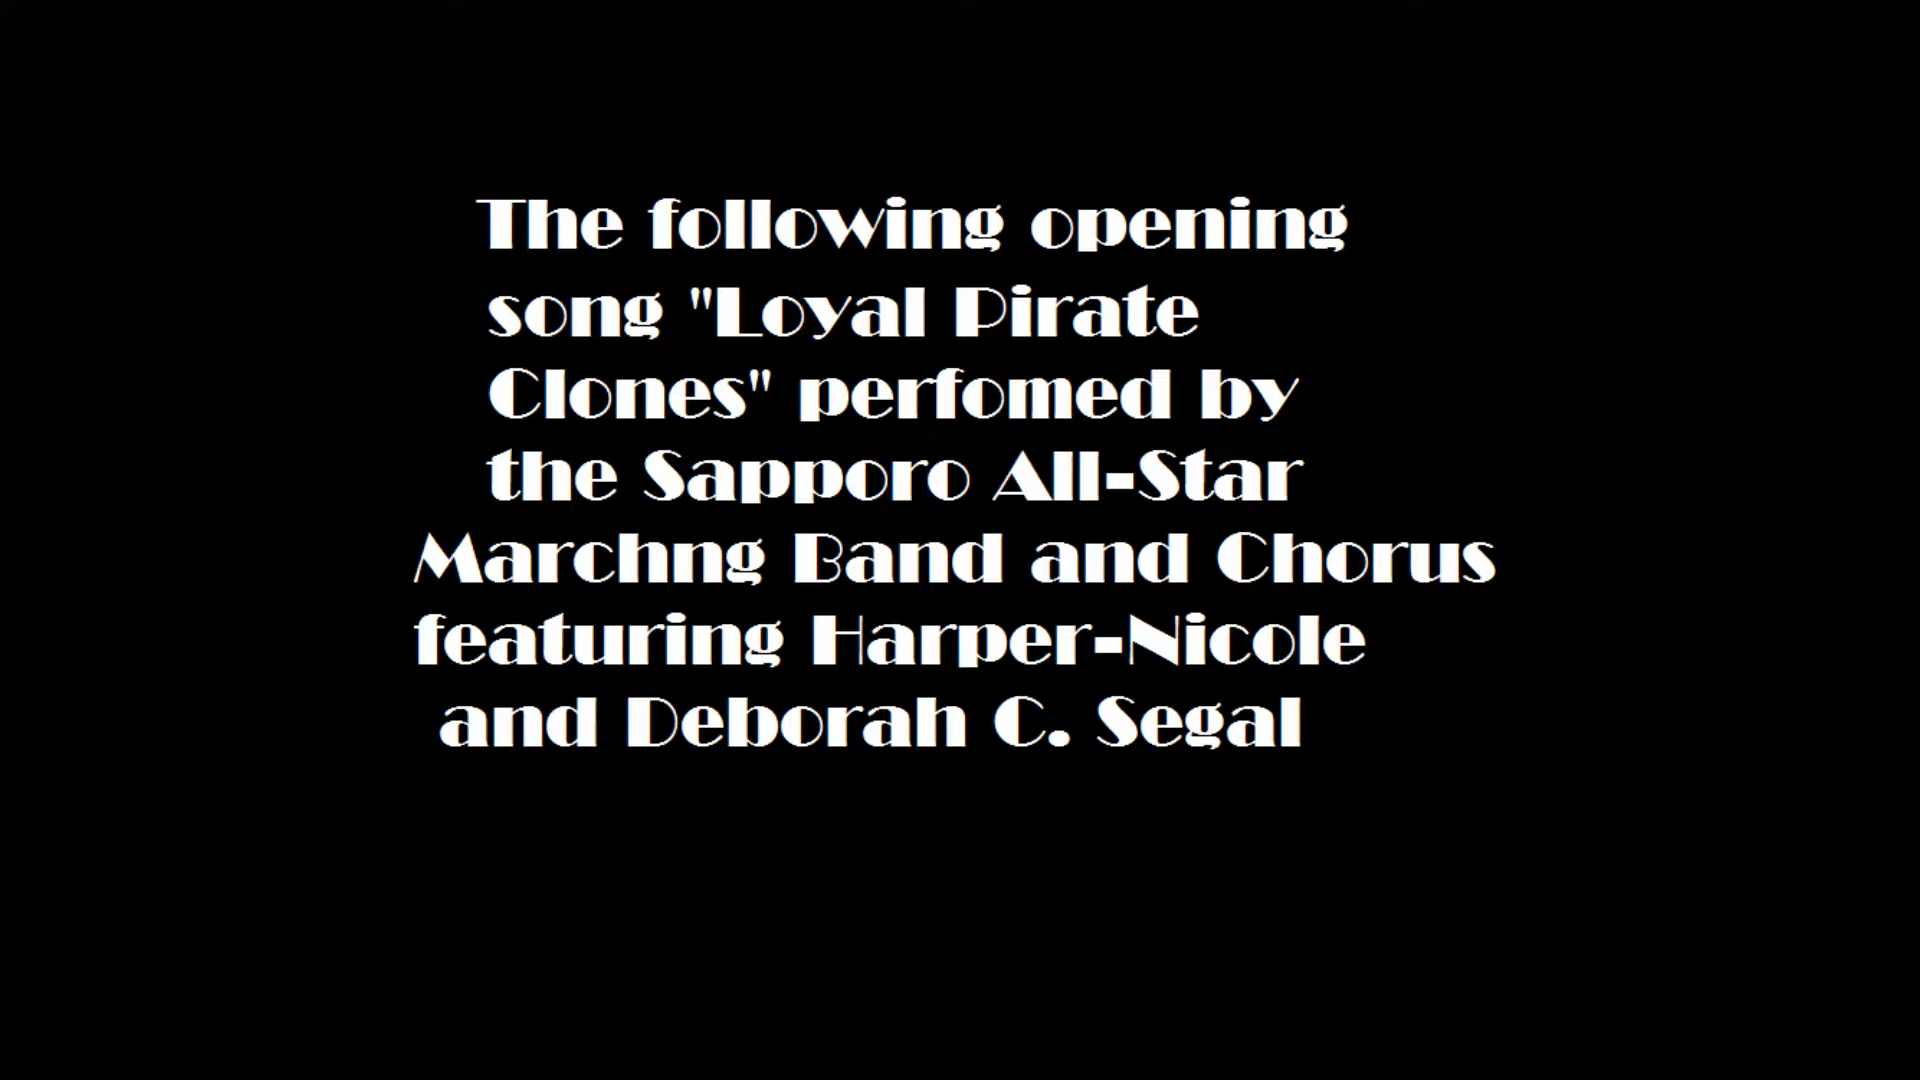 The following opening
song "Loyal Pirate
Clones" perfomed by
the Sapporo All-Star
Marchng Band and Chorus
featuring Harper-Nicole
and Deborah C. Segal